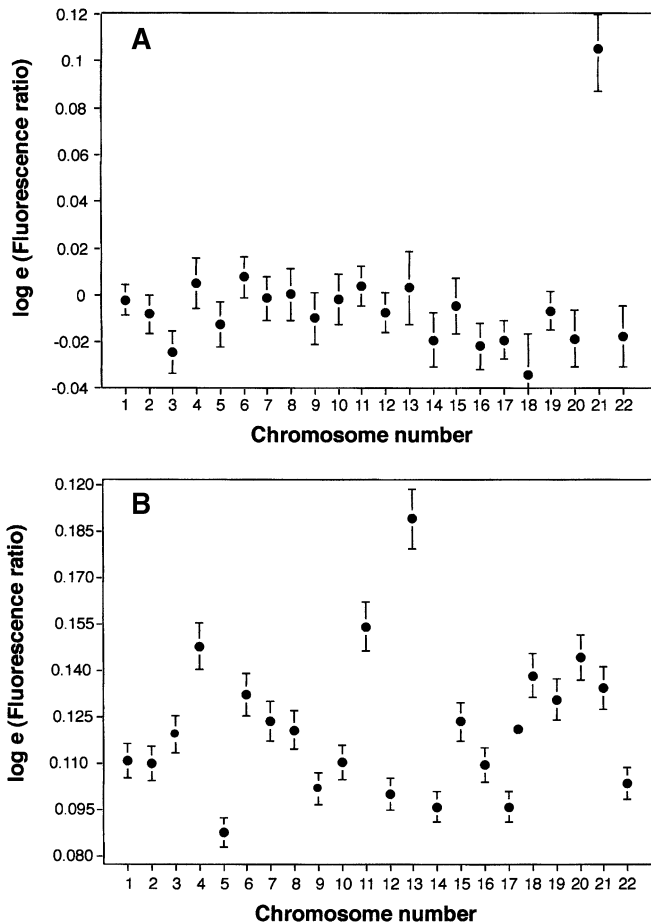 A
0.12
0.1
0.08
0.06
0.04
0.02
0
-0.02
-0.04
log e (Fluorescence ratio)
1 2 3 4 5 6 7 8 9 10 11 12 13 14 15 16 17 18 19 20 21 22
Chromosome number
B
0.120
0.185
0.170
0.155
0.140
0.125
0.110
0.095
0.080
log e (Fluorescence ratio)
1 2 3 4 5 6 7 8 9 10 11 12 13 14 15 16 17 18 19 20 21 22
Chromosome number